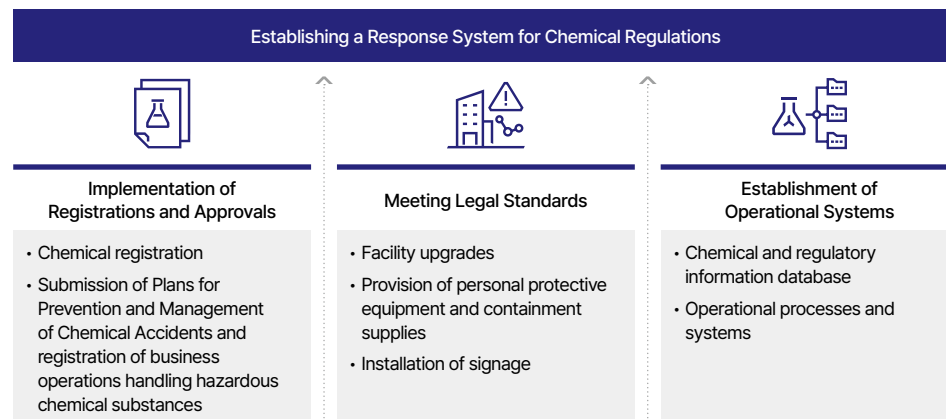 Establishing a Response System for Chemical Regulations
Implementation of
Registrations and Approvals
• Chemical registration
• Submission of Plans for
Prevention and Management
of Chemical Accidents and
registration of business
operations handling hazardous
chemical substances
Meeting Legal Standards
• Facility upgrades
• Provision of personal protective
equipment and containment
supplies
• Installation of signage
Establishment of
Operational Systems
• Chemical and regulatory
information database
• Operational processes and
systems